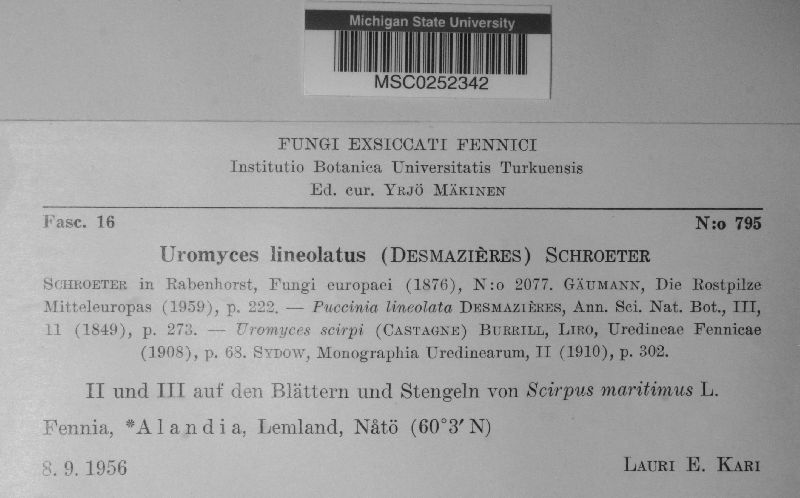 Michigan State University
MSC0252342
FUNGI EXSICCATI FENNICI
Institutio Botanica Universitatis Turkuensis
Ed. cur. YRJÖ MÄKINEN
Fasc. 16 N:o 795
Uromyces lineolatus (DESMAZIÈRES) SCHROETER
SCHROETER in Rabenhorst, Fungi europaei (1876), N:o 2077. GÄUMANN, Die Rostpilze
Mitteleuropas (1959), p. 222. — Puccinia lineolata DESMAZIÈRES, Ann. Sci. Nat. Bot., III,
11 (1849), p. 273. — Uromyces scirpi (CASTAGNE) BURRILL, LIRO, Uredineae Fennicae
(1908), p. 68. SYDOW, Monographia Uredinearum, II (1910), p. 302.
II und III auf den Blättern und Stengeln von Scirpus maritimus L.
Fennia, *Alandia, Lemland, Nåtö (60°3′ N)
8. 9. 1956 LAURI E. KARI